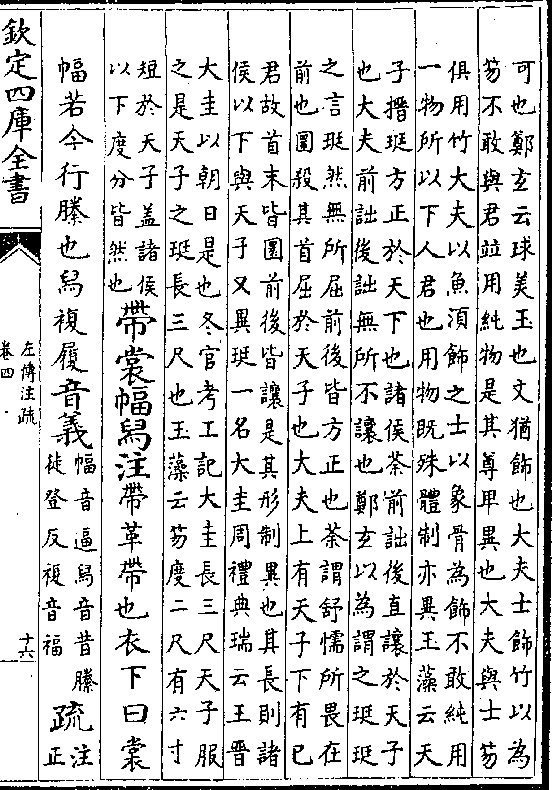 可也鄭玄云球美玉也文猶飾也大夫士飾竹以為
笏不敢與君竝用純物是其尊卑異也大夫與士笏
俱用竹大夫以魚須飾之士以象骨為飾不敢純用
一物所以下人君也用物既殊體制亦異玉藻云天
子搢珽方正於天下也諸侯荼前詘後直讓於天子
也大夫前詘後詘無所不讓也鄭玄以為謂之珽珽
之言珽然無所屈前後皆方正也荼謂舒懦所畏在
前也圜殺其首屈於天子也大夫上有天子下有已
君故首末皆圜前後皆讓是其形制異也其長則諸
侯以下與天子又異珽一名大圭周禮典瑞云王晋
大圭以朝日是也冬官考工記大圭長三尺天子服
之是天子之珽長三尺也玉藻云笏度二尺有六寸
短於天子盖諸侯
以下度分皆然也
帶裳幅舄注帶革帶也衣下曰裳
幅若今行縢也舄複履音義
幅音逼舄音昔縢
徒登反複音福
疏
注
正
欽定四庫全書
左傳注疏
卷四
十六